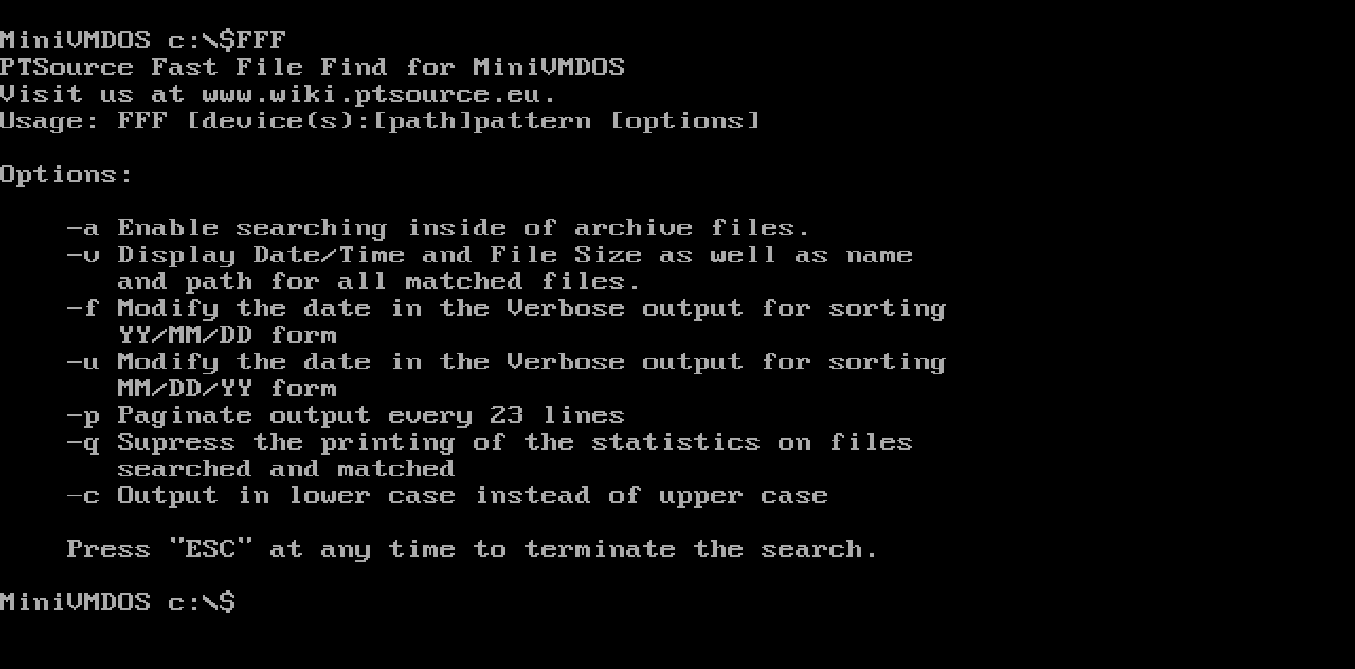 MiniVMDOS c:\$FFF
PTSource Fast File Find for MiniVMDOS
Visit us at www.wiki.ptsource.eu.
Usage: FFF [device(s):[path]pattern [options]
Options:
-a Enable searching inside of archive files.
-v Display Date/Time and File Size as well as name
and path for all matched files.
-f Modify the date in the Verbose output for sorting
YY/MM/DD form
-u Modify the date in the Verbose output for sorting
MM/DD/YY form
-p Paginate output every 23 lines
-q Supress the printing of the statistics on files
searched and matched
-c Output in lower case instead of upper case
Press "ESC" at any time to terminate the search.
MiniVMDOS c:\$